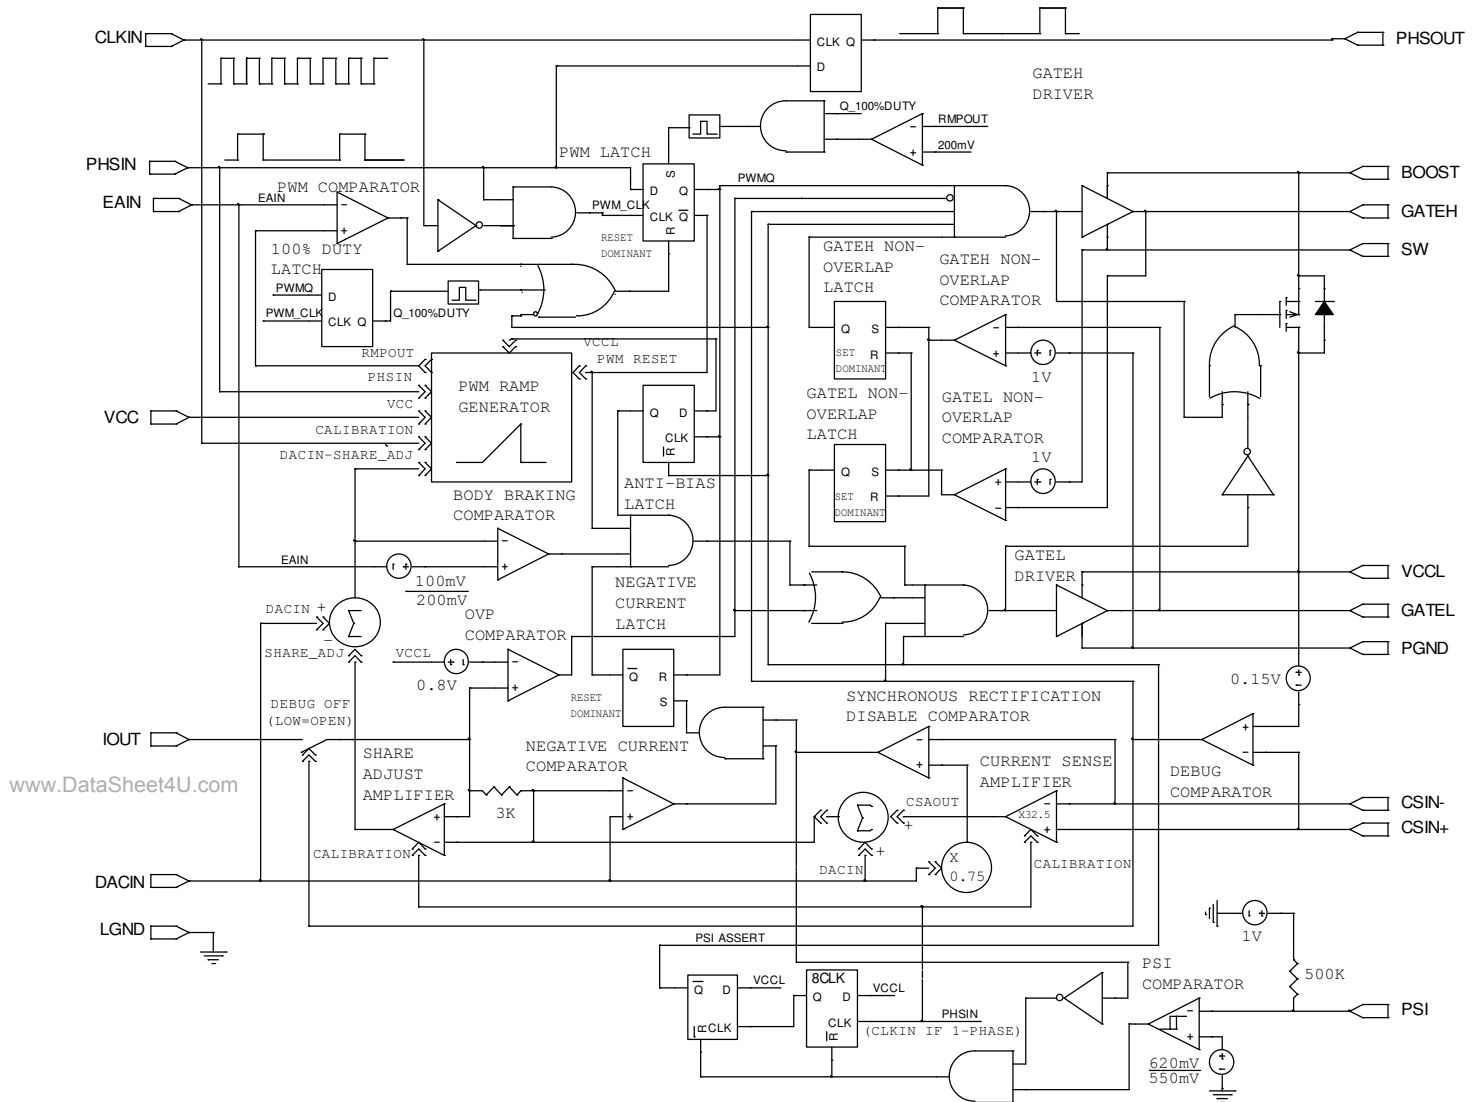 CLKIN
CLK Q
D
PHSOUT
GATEH
DRIVER
Q_100%DUTY
RMPOUT
200mV
−
+
PHSIN
PWM LATCH
S
D Q
CLK Q
R
PWMQ
BOOST
EAIN
PWM COMPARATOR
EAIN
−
+
PWM_CLK
RESET
DOMINANT
GATEH
100% DUTY
LATCH
GATEH NON-
OVERLAP
LATCH
GATEH NON-
OVERLAP
COMPARATOR
SW
PWMQ
D
PWM_CLK
CLK Q
Q_100%DUTY
Q S
SET R
DOMINANT
−
+
1V
VCCL
PWM RESET
RMPOUT
PHSIN
VCC
VCC
CALIBRATION
DACIN-SHARE_ADJ
PWM RAMP
GENERATOR
Q D
CLK
R
GATEL NON-
OVERLAP
LATCH
GATEL NON-
OVERLAP
COMPARATOR
1V
Q S
SET R
DOMINANT
+
−
ANTI-BIAS
LATCH
BODY BRAKING
COMPARATOR
EAIN
100mV
200mV
−
+
NEGATIVE
CURRENT
LATCH
GATEL
DRIVER
VCCL
DACIN +
Σ
−
SHARE_ADJ
OVP
COMPARATOR
GATEL
VCCL
0.8V
−
+
Q R
RESET S
DOMINANT
PGND
0.15V
DEBUG OFF
(LOW=OPEN)
SYNCHRONOUS RECTIFICATION
DISABLE COMPARATOR
IOUT
SHARE
ADJUST
AMPLIFIER
NEGATIVE CURRENT
COMPARATOR
−
+
CURRENT SENSE
AMPLIFIER
+
−
DEBUG
COMPARATOR
www.DataSheet4U.com
3K
−
+
CSAOUT
Σ
+
X32.5
−
+
CSIN-
CSIN+
+
−
CALIBRATION
DACIN
+
X
0.75
CALIBRATION
DACIN
LGND
PSI ASSERT
1V
Q D
VCCL
R CLK
8CLK
Q D
VCCL
CLK
R
PHSIN
(CLKIN IF 1-PHASE)
PSI
COMPARATOR
500K
−
+
PSI
620mV
550mV